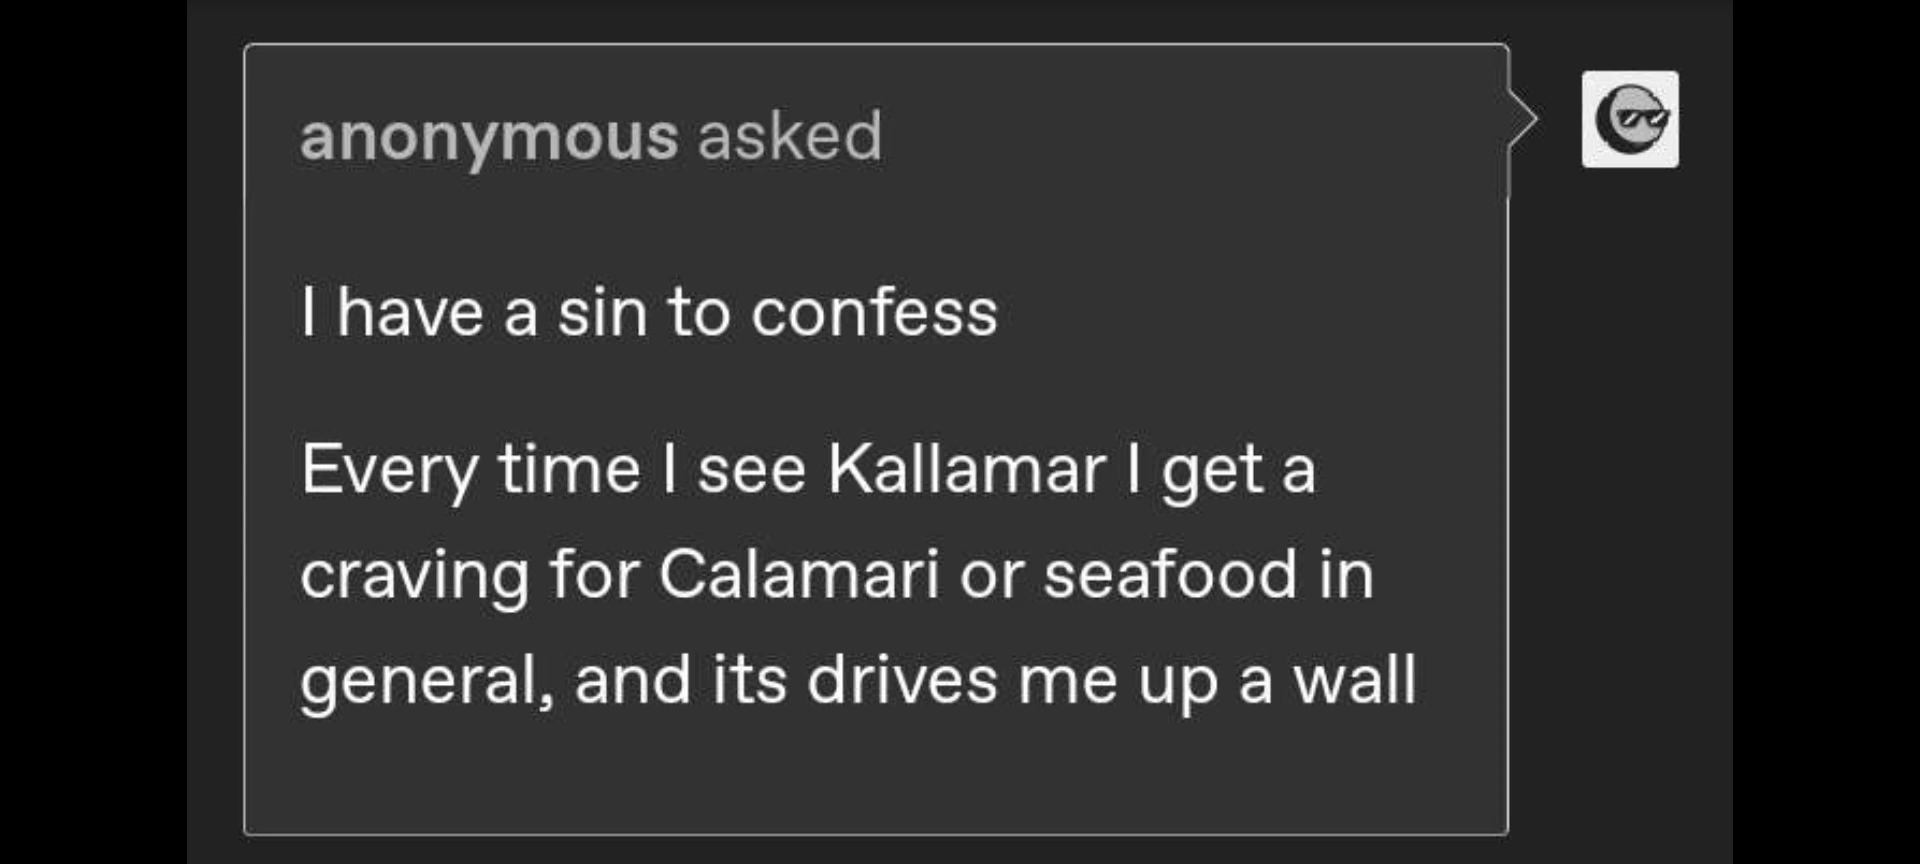 anonymous asked
I have a sin to confess
Every time I see Kallamar I get a
craving for Calamari or seafood in
general, and its drives me up a wall